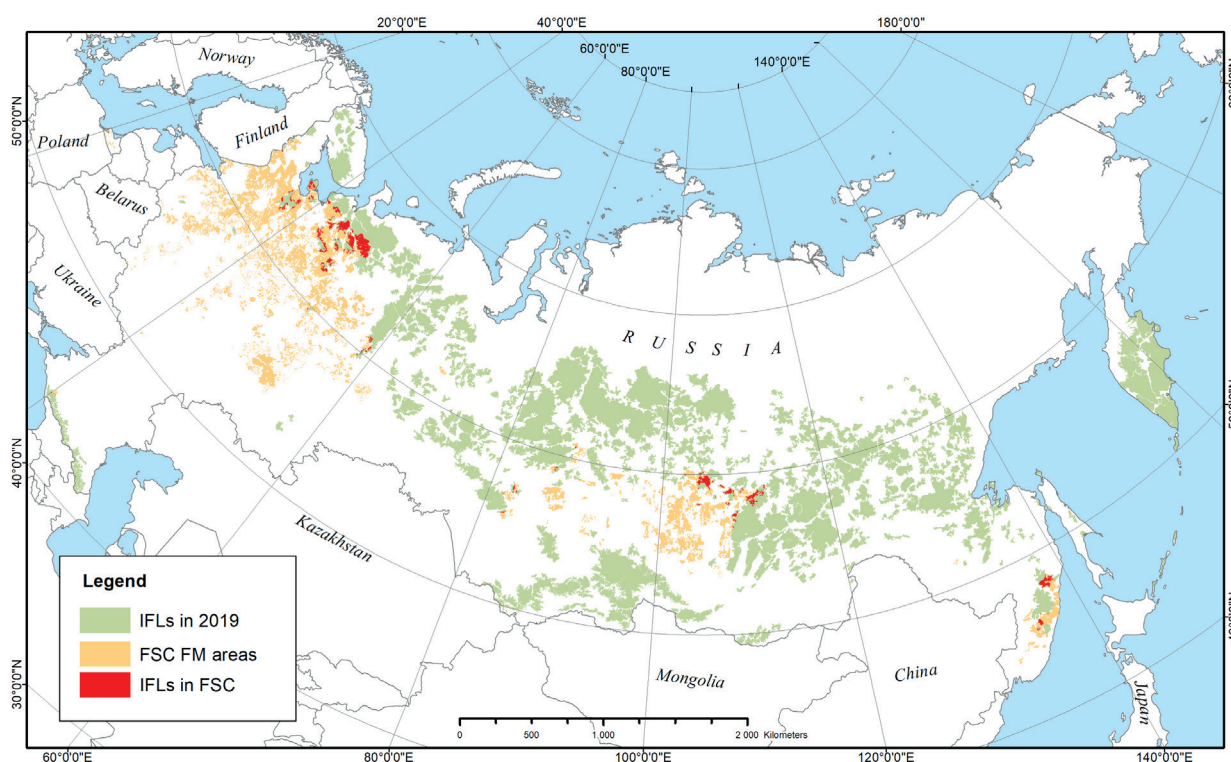 20°0'0"E 40°0'0"E 180°0'0"
60°0'0"E 140°0'0"E
80°0'0"E
Norway
50°0'0"N
Poland
Finland
Belarus
Ukraine
RUSSIA
40°0'0"N
Kazakhstan
Legend
IFLs in 2019
FSC FM areas
IFLs in FSC
Mongolia
China
Japan
30°0'0"N
0 500 1 000 2 000 Kilometers
60°0'0"E 80°0'0"E 100°0'0"E 120°0'0"E 140°0'0"E